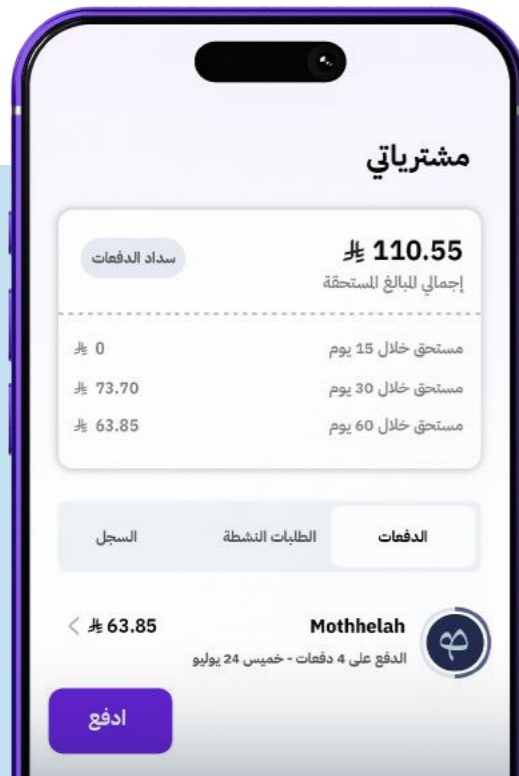 مشترياتي
110.55 ⃁
سداد الدفعات
إجمالي المبالغ المستحقة
مستحق خلال 15 يوم 0 ⃁
مستحق خلال 30 يوم 73.70 ⃁
مستحق خلال 60 يوم 63.85 ⃁
الدفعات الطلبات النشطة السجل
Mothhelah 63.85 ⃁
الدفع على 4 دفعات - خميس 24 يوليو
ادفع